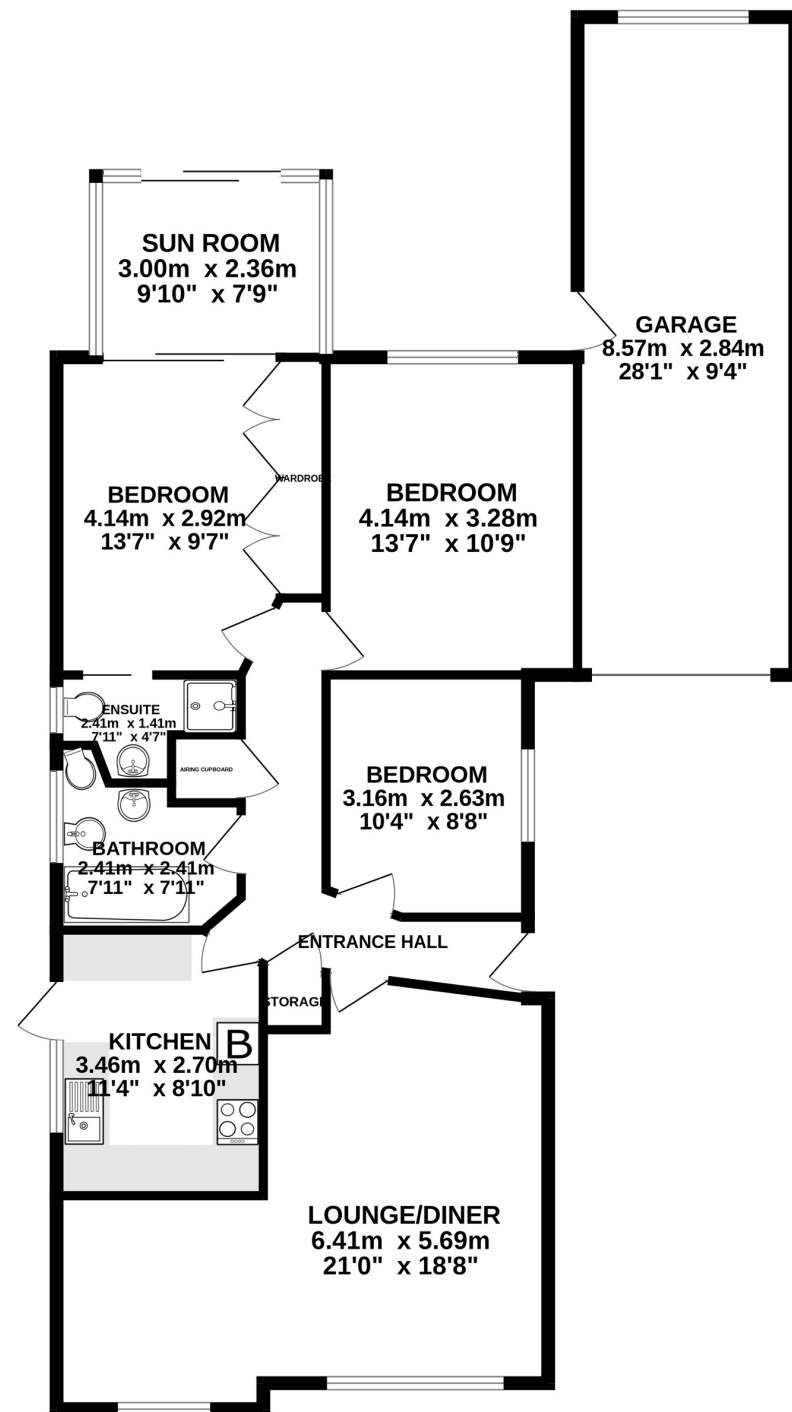 SUN ROOM
3.00m x 2.36m
9'10" x 7'9"
GARAGE
8.57m x 2.84m
28'1" x 9'4"
WARDROBE
BEDROOM
4.14m x 2.92m
13'7" x 9'7"
BEDROOM
4.14m x 3.28m
13'7" x 10'9"
ENSUITE
2.41m x 1.41m
7'11" x 4'7"
AIRING CUPBOARD
BEDROOM
3.16m x 2.63m
10'4" x 8'8"
BATHROOM
2.41m x 2.41m
7'11" x 7'11"
ENTRANCE HALL
STORAGE
KITCHEN
3.46m x 2.70m
11'4" x 8'10"
B
LOUNGE/DINER
6.41m x 5.69m
21'0" x 18'8"